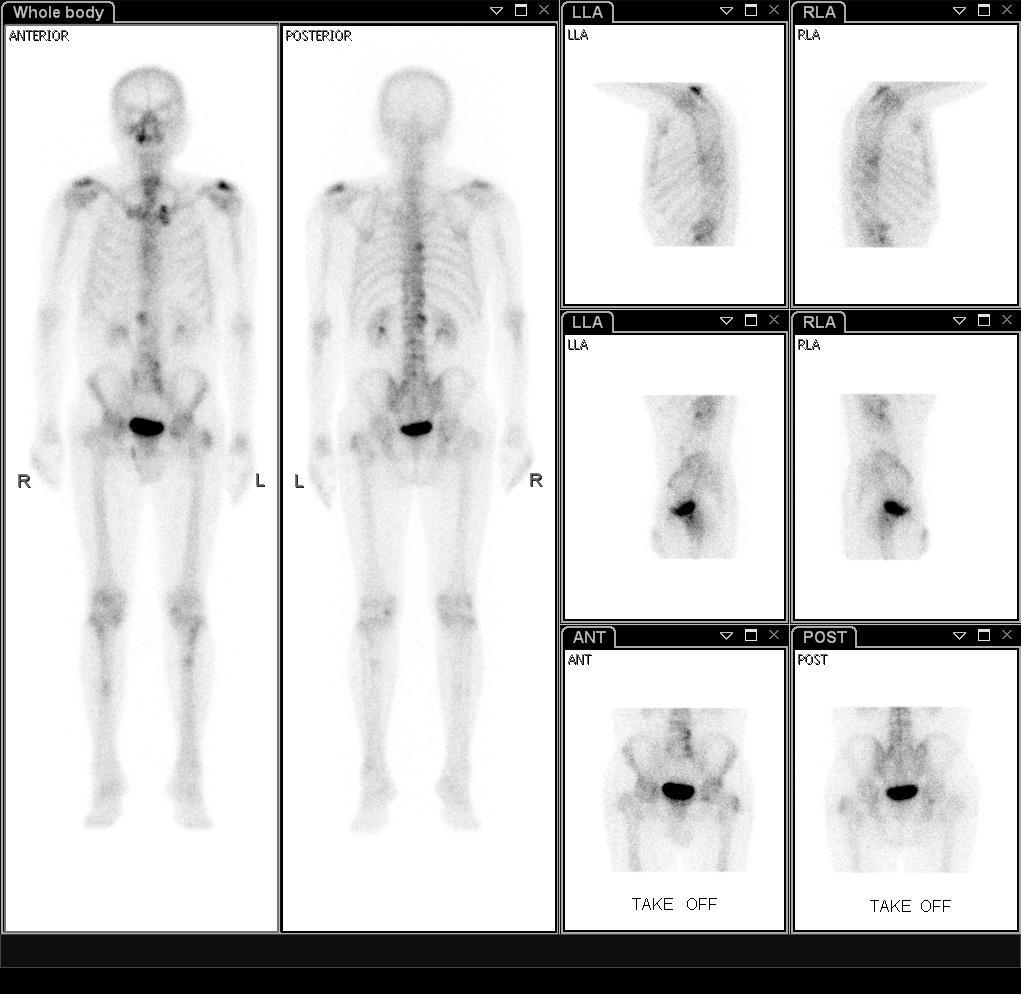 Whole body
ANTERIOR
POSTERIOR
R
L
L
R
LLA
LLA
RLA
RLA
LLA
LLA
RLA
RLA
ANT
ANT
TAKE OFF
POST
POST
TAKE OFF